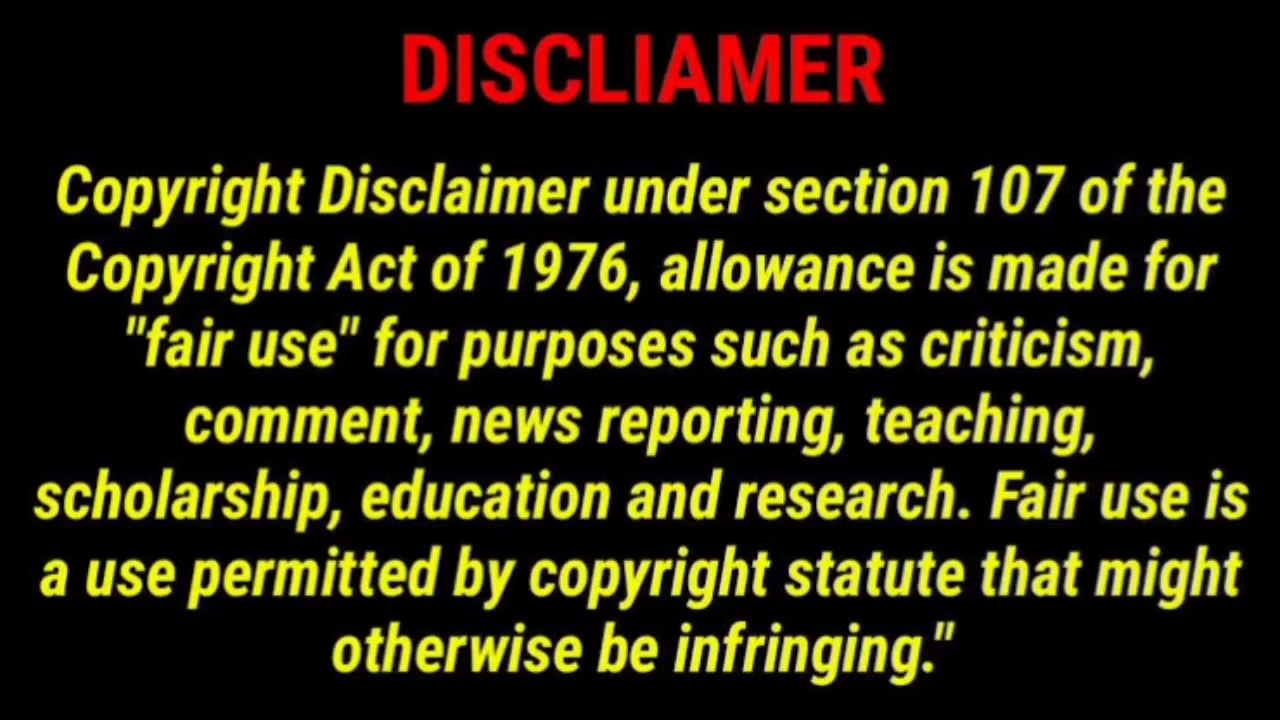 DISCLIAMER
Copyright Disclaimer under section 107 of the
Copyright Act of 1976, allowance is made for
"fair use" for purposes such as criticism,
comment, news reporting, teaching,
scholarship, education and research. Fair use is
a use permitted by copyright statute that might
otherwise be infringing."